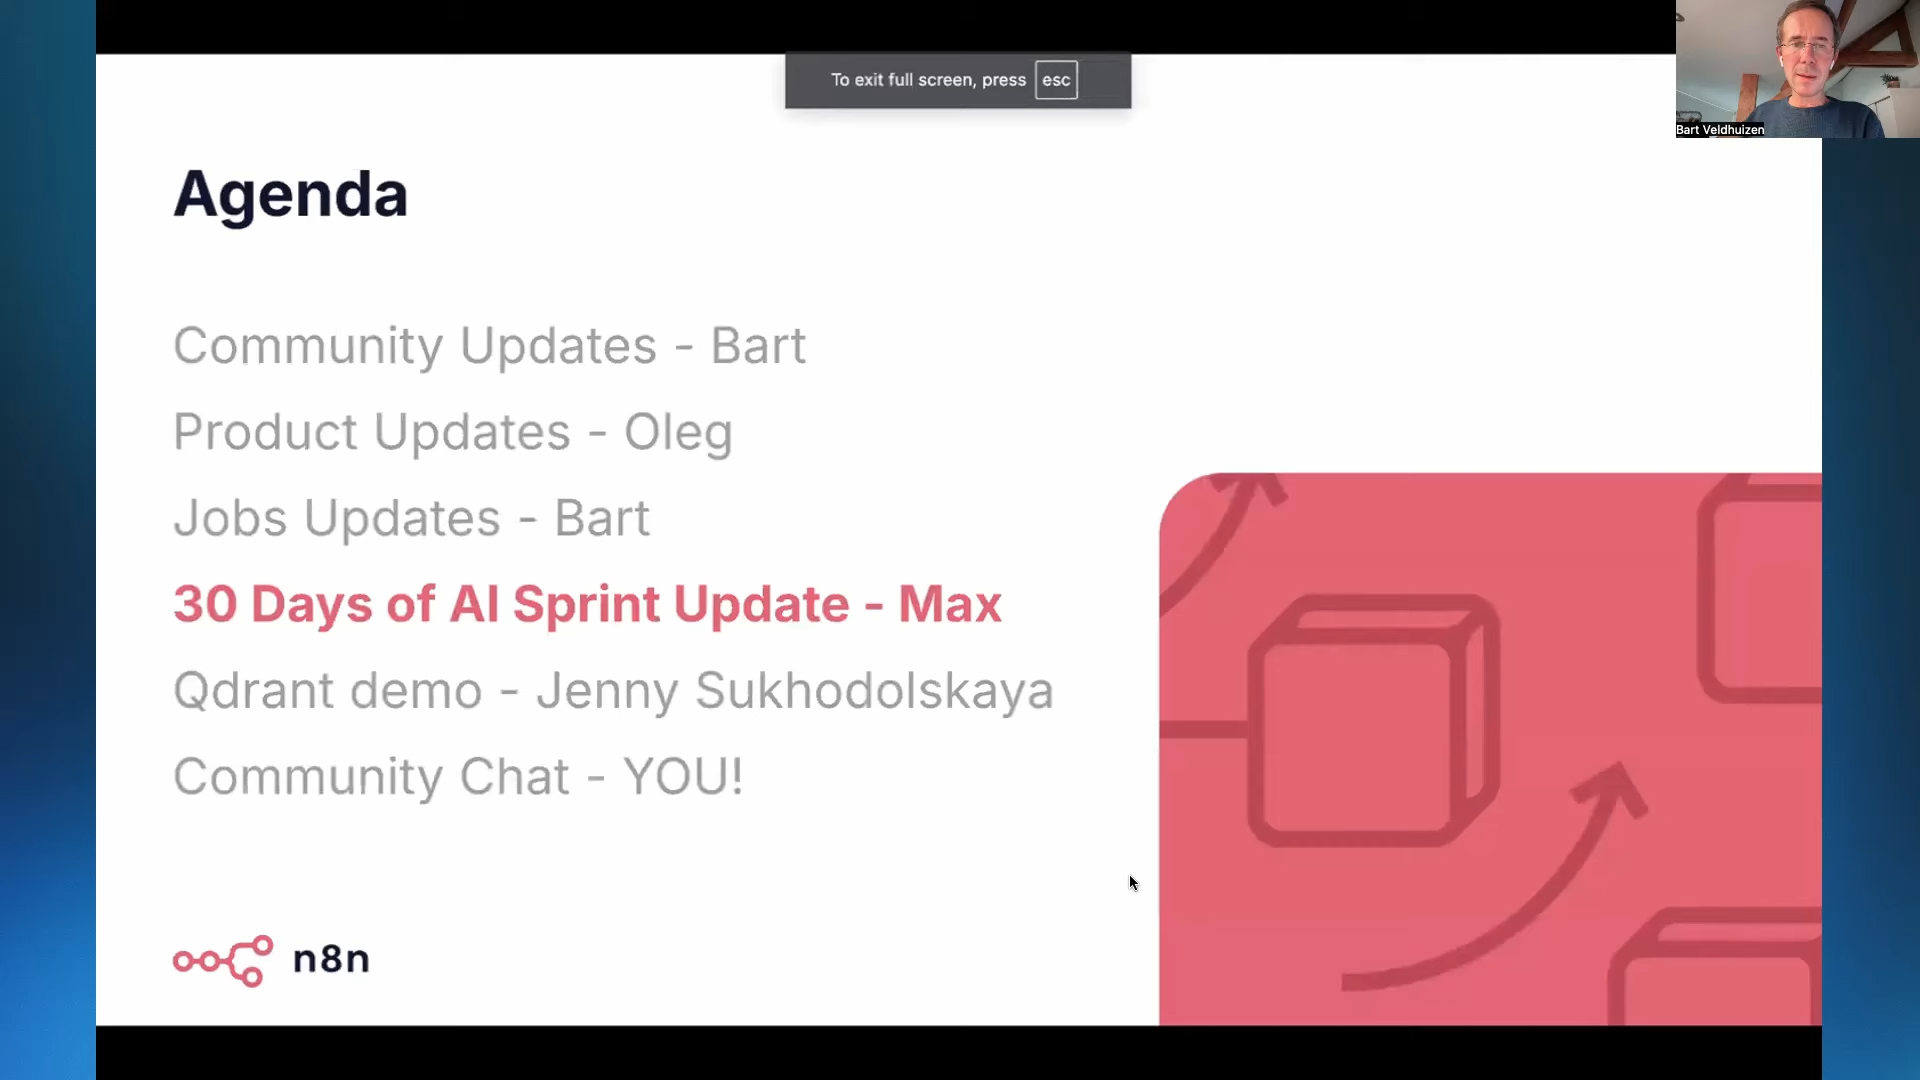 To exit full screen, press esc
Bart Veldhuizen
Agenda
Community Updates - Bart
Product Updates - Oleg
Jobs Updates - Bart
30 Days of AI Sprint Update - Max
Qdrant demo - Jenny Sukhodolskaya
Community Chat - YOU!
n8n